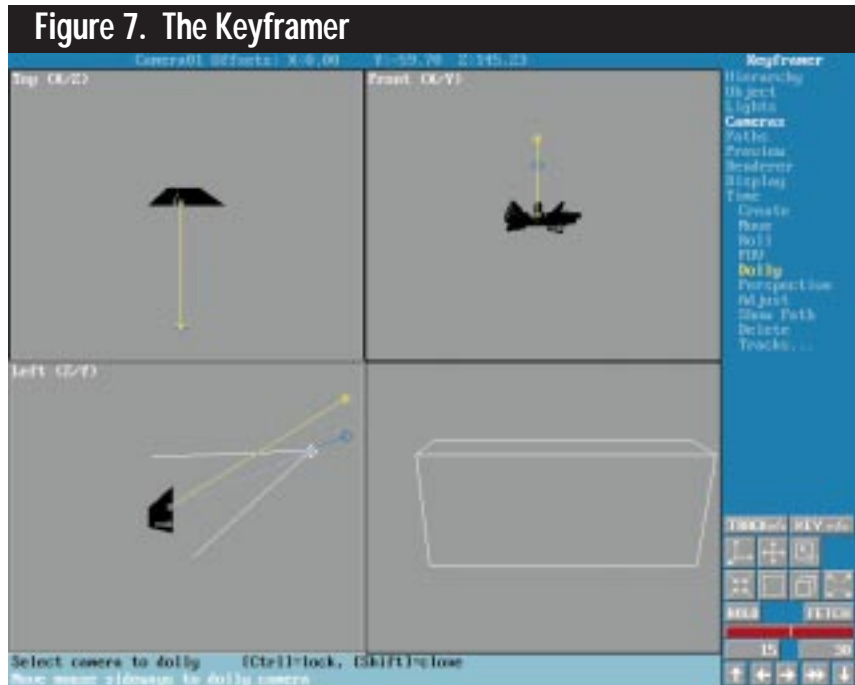 Figure 7. The Keyframer
Camera01 Offsets: X:0.00 Y:-59.70 Z:145.23
Keyframer
Top (X/Z)
Front (X/Y)
Hierarchy
Object
Lights
Cameras
Paths
Preview
Renderer
Display
Time
Create
Move
Roll
FOV
Dolly
Perspective
Adjust
Show Path
Delete
Tracks...
Left (Z/Y)
HOLD FETCH
15 30
Select camera to dolly [Ctrl]=lock, [Shift]=clone
Move mouse sideways to dolly camera